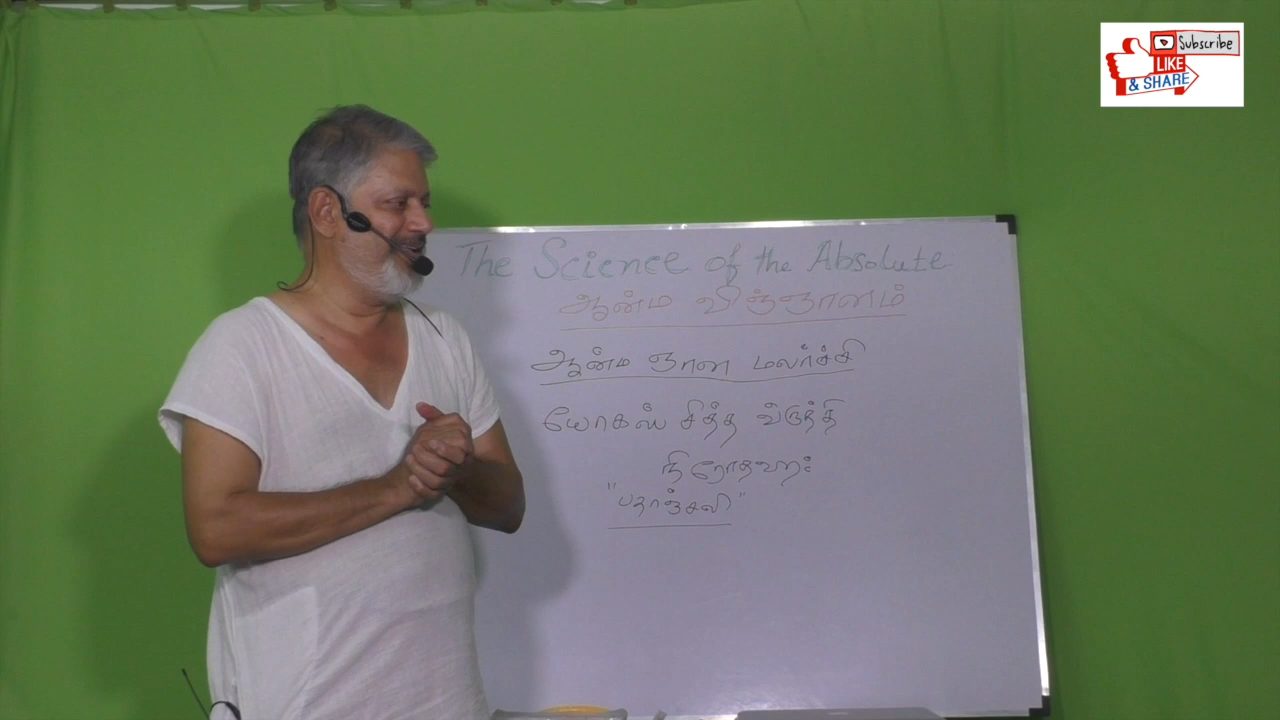 Subscribe
LIKE
& SHARE
The Science of the Absolute
ஆன்ம விஞ்ஞானம்
ஆன்ம ஞான மலர்ச்சி
யோகஸ் சித்த வ்ருத்தி
நிரோதஹ:
"பதாஞ்சலி"